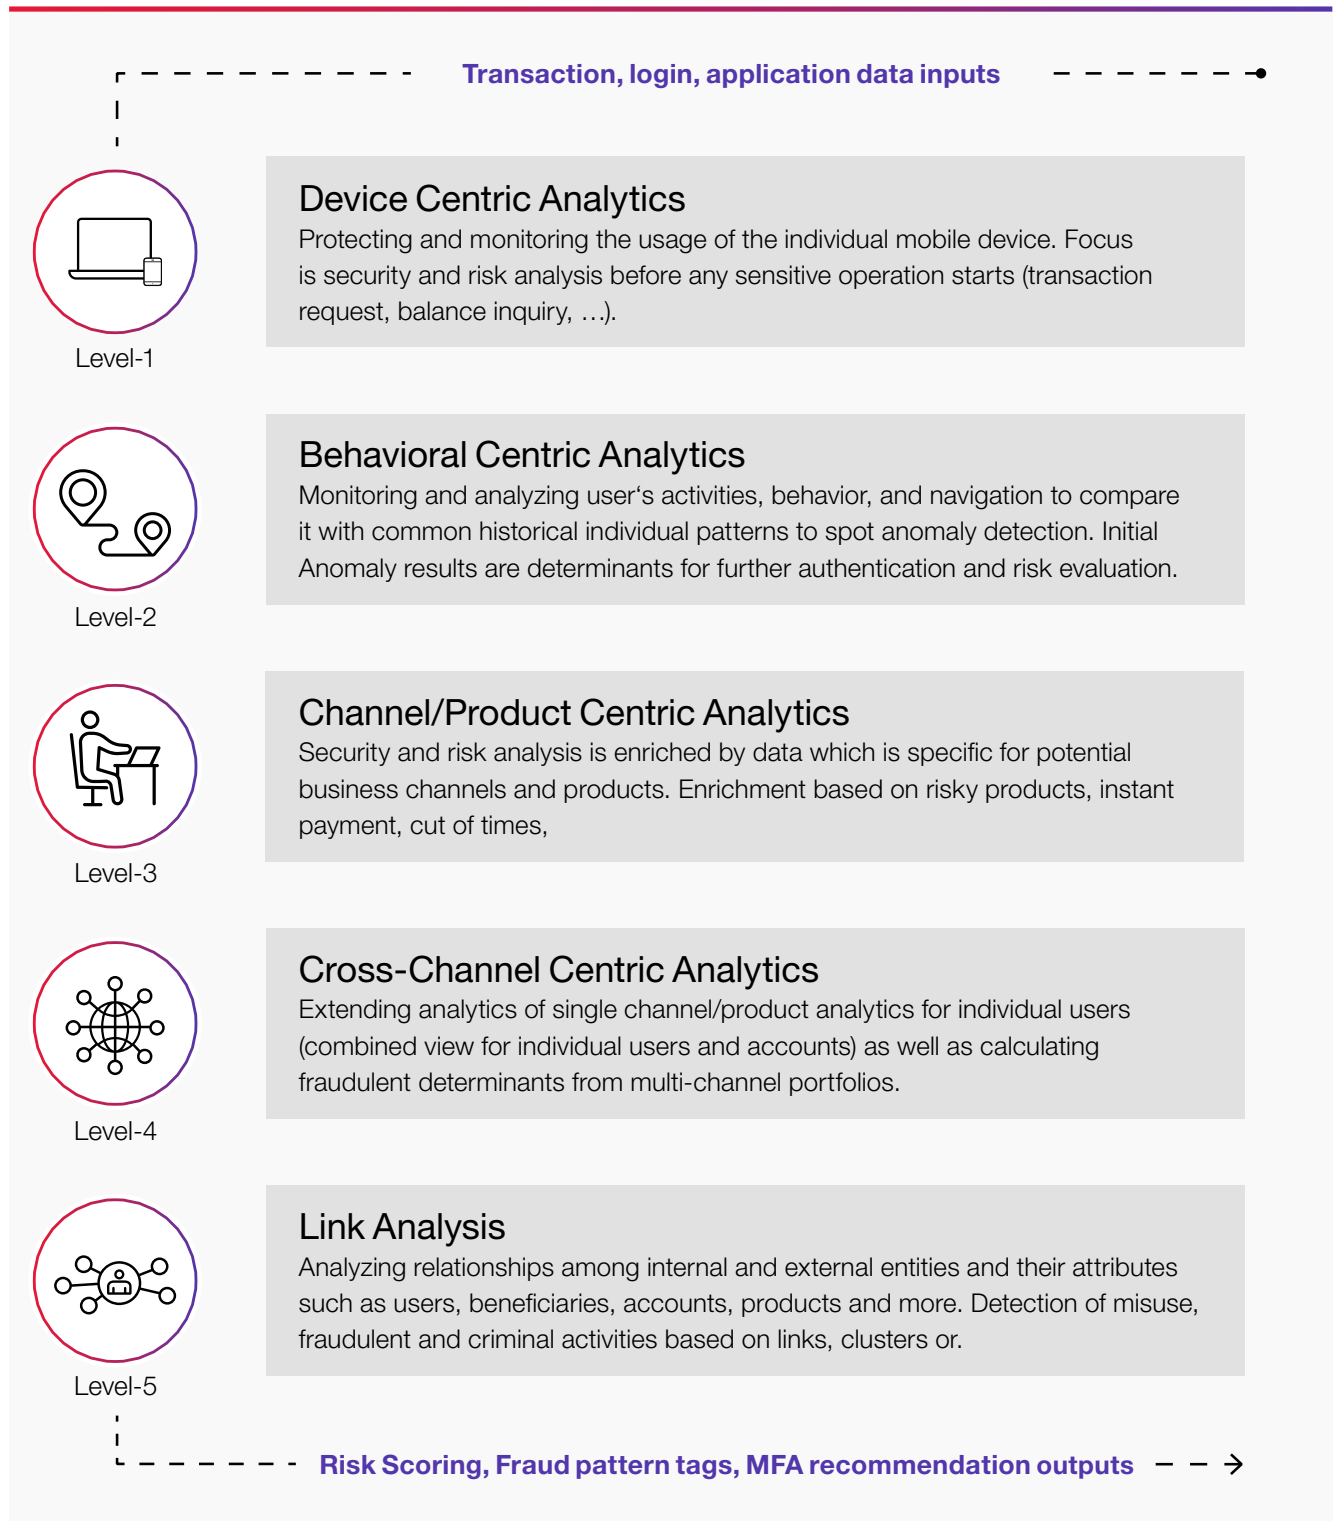 Transaction, login, application data inputs
Device Centric Analytics
Protecting and monitoring the usage of the individual mobile device. Focus
is security and risk analysis before any sensitive operation starts (transaction
request, balance inquiry, …).
Level-1
Behavioral Centric Analytics
Monitoring and analyzing user‘s activities, behavior, and navigation to compare
it with common historical individual patterns to spot anomaly detection. Initial
Anomaly results are determinants for further authentication and risk evaluation.
Level-2
Channel/Product Centric Analytics
Security and risk analysis is enriched by data which is specific for potential
business channels and products. Enrichment based on risky products, instant
payment, cut of times,
Level-3
Cross-Channel Centric Analytics
Extending analytics of single channel/product analytics for individual users
(combined view for individual users and accounts) as well as calculating
fraudulent determinants from multi-channel portfolios.
Level-4
Link Analysis
Analyzing relationships among internal and external entities and their attributes
such as users, beneficiaries, accounts, products and more. Detection of misuse,
fraudulent and criminal activities based on links, clusters or.
Level-5
Risk Scoring, Fraud pattern tags, MFA recommendation outputs